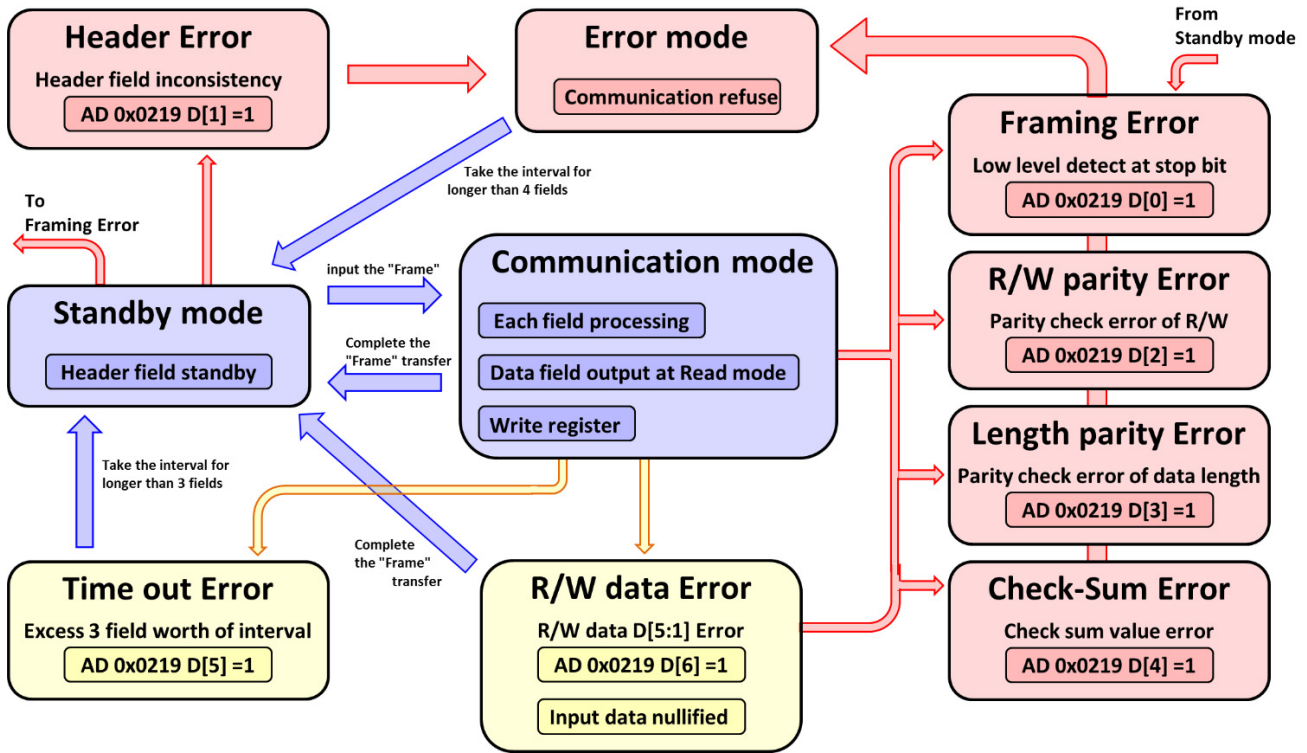 Header Error
Header field inconsistency
AD 0x0219 D[1] =1
Error mode
Communication refuse
From
Standby mode
Framing Error
Low level detect at stop bit
AD 0x0219 D[0] =1
Take the interval for
longer than 4 fields
To
Framing Error
Standby mode
Header field standby
input the "Frame"
Complete the
"Frame" transfer
Communication mode
Each field processing
Data field output at Read mode
Write register
R/W parity Error
Parity check error of R/W
AD 0x0219 D[2] =1
Length parity Error
Parity check error of data length
AD 0x0219 D[3] =1
Take the interval for
longer than 3 fields
Complete
the "Frame"
transfer
Time out Error
Excess 3 field worth of interval
AD 0x0219 D[5] =1
R/W data Error
R/W data D[5:1] Error
AD 0x0219 D[6] =1
Input data nullified
Check-Sum Error
Check sum value error
AD 0x0219 D[4] =1